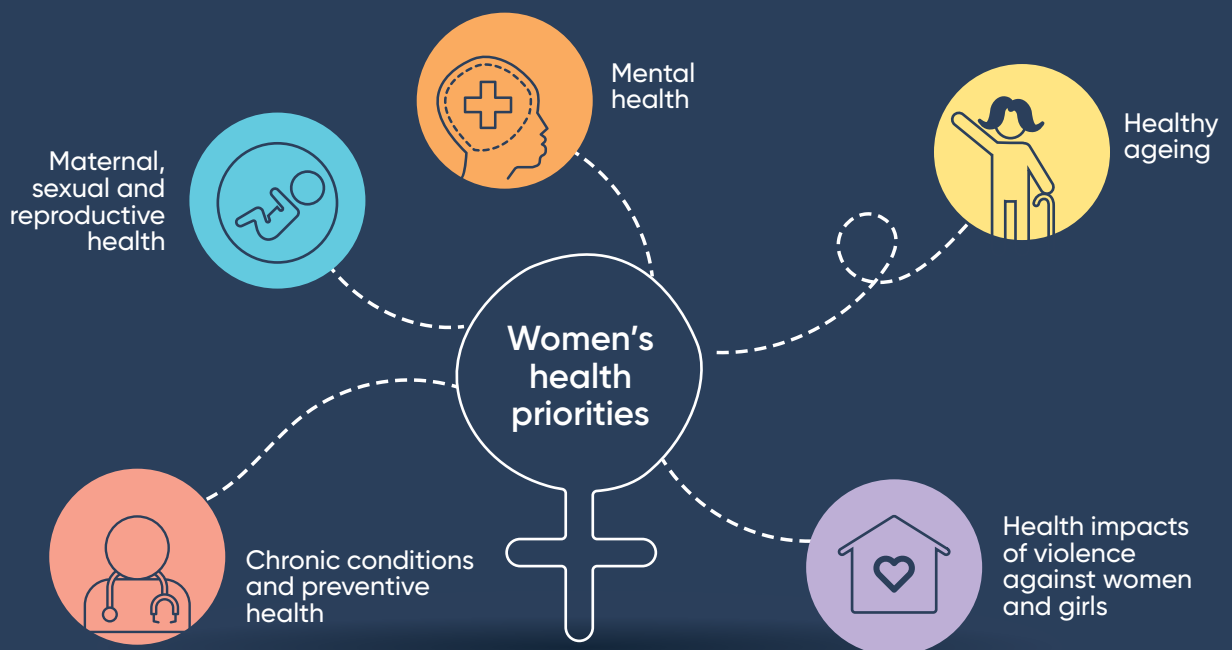 Mental
health
Healthy
ageing
Maternal,
sexual and
reproductive
health
Women's
health
priorities
Chronic conditions
and preventive
health
Health impacts
of violence
against women
and girls